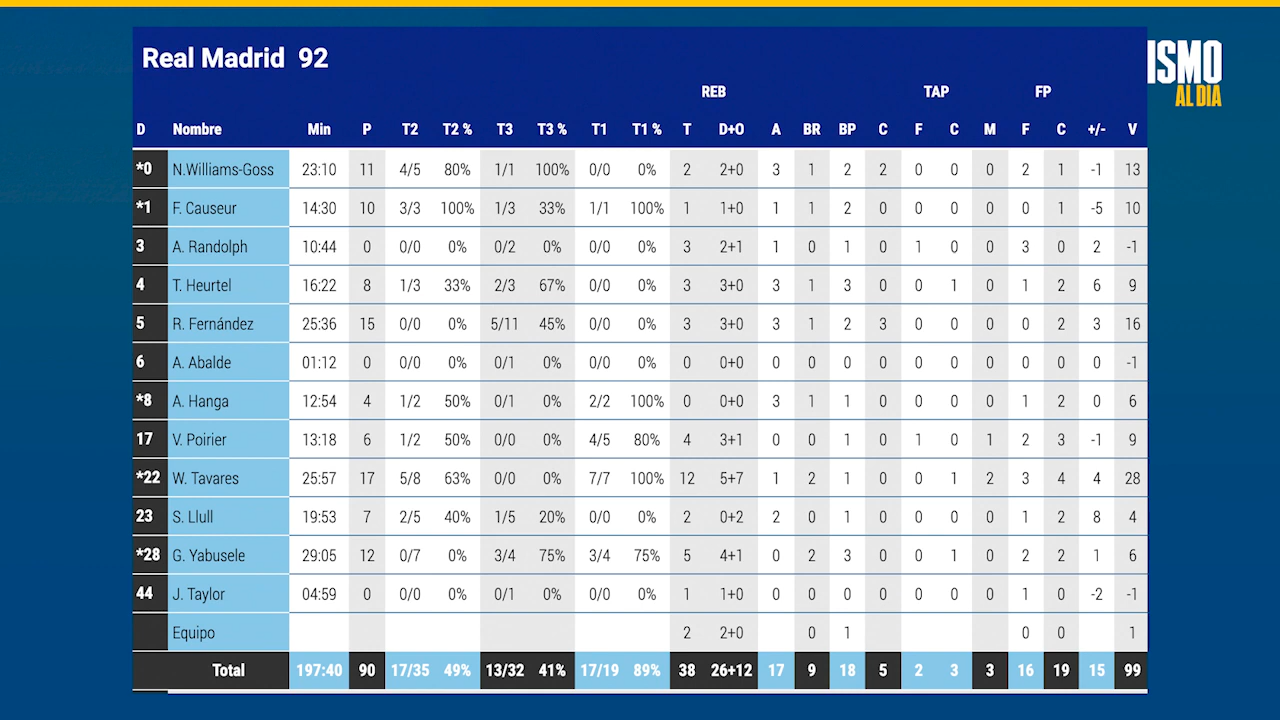 Real Madrid 92
ISMO
AL DIA
REB TAP FP
D Nombre Min P T2 T2 % T3 T3 % T1 T1 % T D+O A BR BP C F C M F C +/- V
*0 N.Williams-Goss 23:10 11 4/5 80% 1/1 100% 0/0 0% 2 2+0 3 1 2 2 0 0 0 2 1 -1 13
*1 F. Causeur 14:30 10 3/3 100% 1/3 33% 1/1 100% 1 1+0 1 1 2 0 0 0 0 0 1 -5 10
3 A. Randolph 10:44 0 0/0 0% 0/2 0% 0/0 0% 3 2+1 1 0 1 0 1 0 0 3 0 2 -1
4 T. Heurtel 16:22 8 1/3 33% 2/3 67% 0/0 0% 3 3+0 3 1 3 0 0 1 0 1 2 6 9
5 R. Fernández 25:36 15 0/0 0% 5/11 45% 0/0 0% 3 3+0 3 1 2 3 0 0 0 0 2 3 16
6 A. Abalde 01:12 0 0/0 0% 0/1 0% 0/0 0% 0 0+0 0 0 0 0 0 0 0 0 0 0 -1
*8 A. Hanga 12:54 4 1/2 50% 0/1 0% 2/2 100% 0 0+0 3 1 1 0 0 0 0 1 2 0 6
17 V. Poirier 13:18 6 1/2 50% 0/0 0% 4/5 80% 4 3+1 0 0 1 0 1 0 1 2 3 -1 9
*22 W. Tavares 25:57 17 5/8 63% 0/0 0% 7/7 100% 12 5+7 1 2 1 0 0 1 2 3 4 4 28
23 S. Llull 19:53 7 2/5 40% 1/5 20% 0/0 0% 2 0+2 2 0 1 0 0 0 0 1 2 8 4
*28 G. Yabusele 29:05 12 0/7 0% 3/4 75% 3/4 75% 5 4+1 0 2 3 0 0 1 0 2 2 1 6
44 J. Taylor 04:59 0 0/0 0% 0/1 0% 0/0 0% 1 1+0 0 0 0 0 0 0 0 1 0 -2 -1
Equipo 2 2+0 0 1 0 0 1
Total 197:40 90 17/35 49% 13/32 41% 17/19 89% 38 26+12 17 9 18 5 2 3 3 16 19 15 99